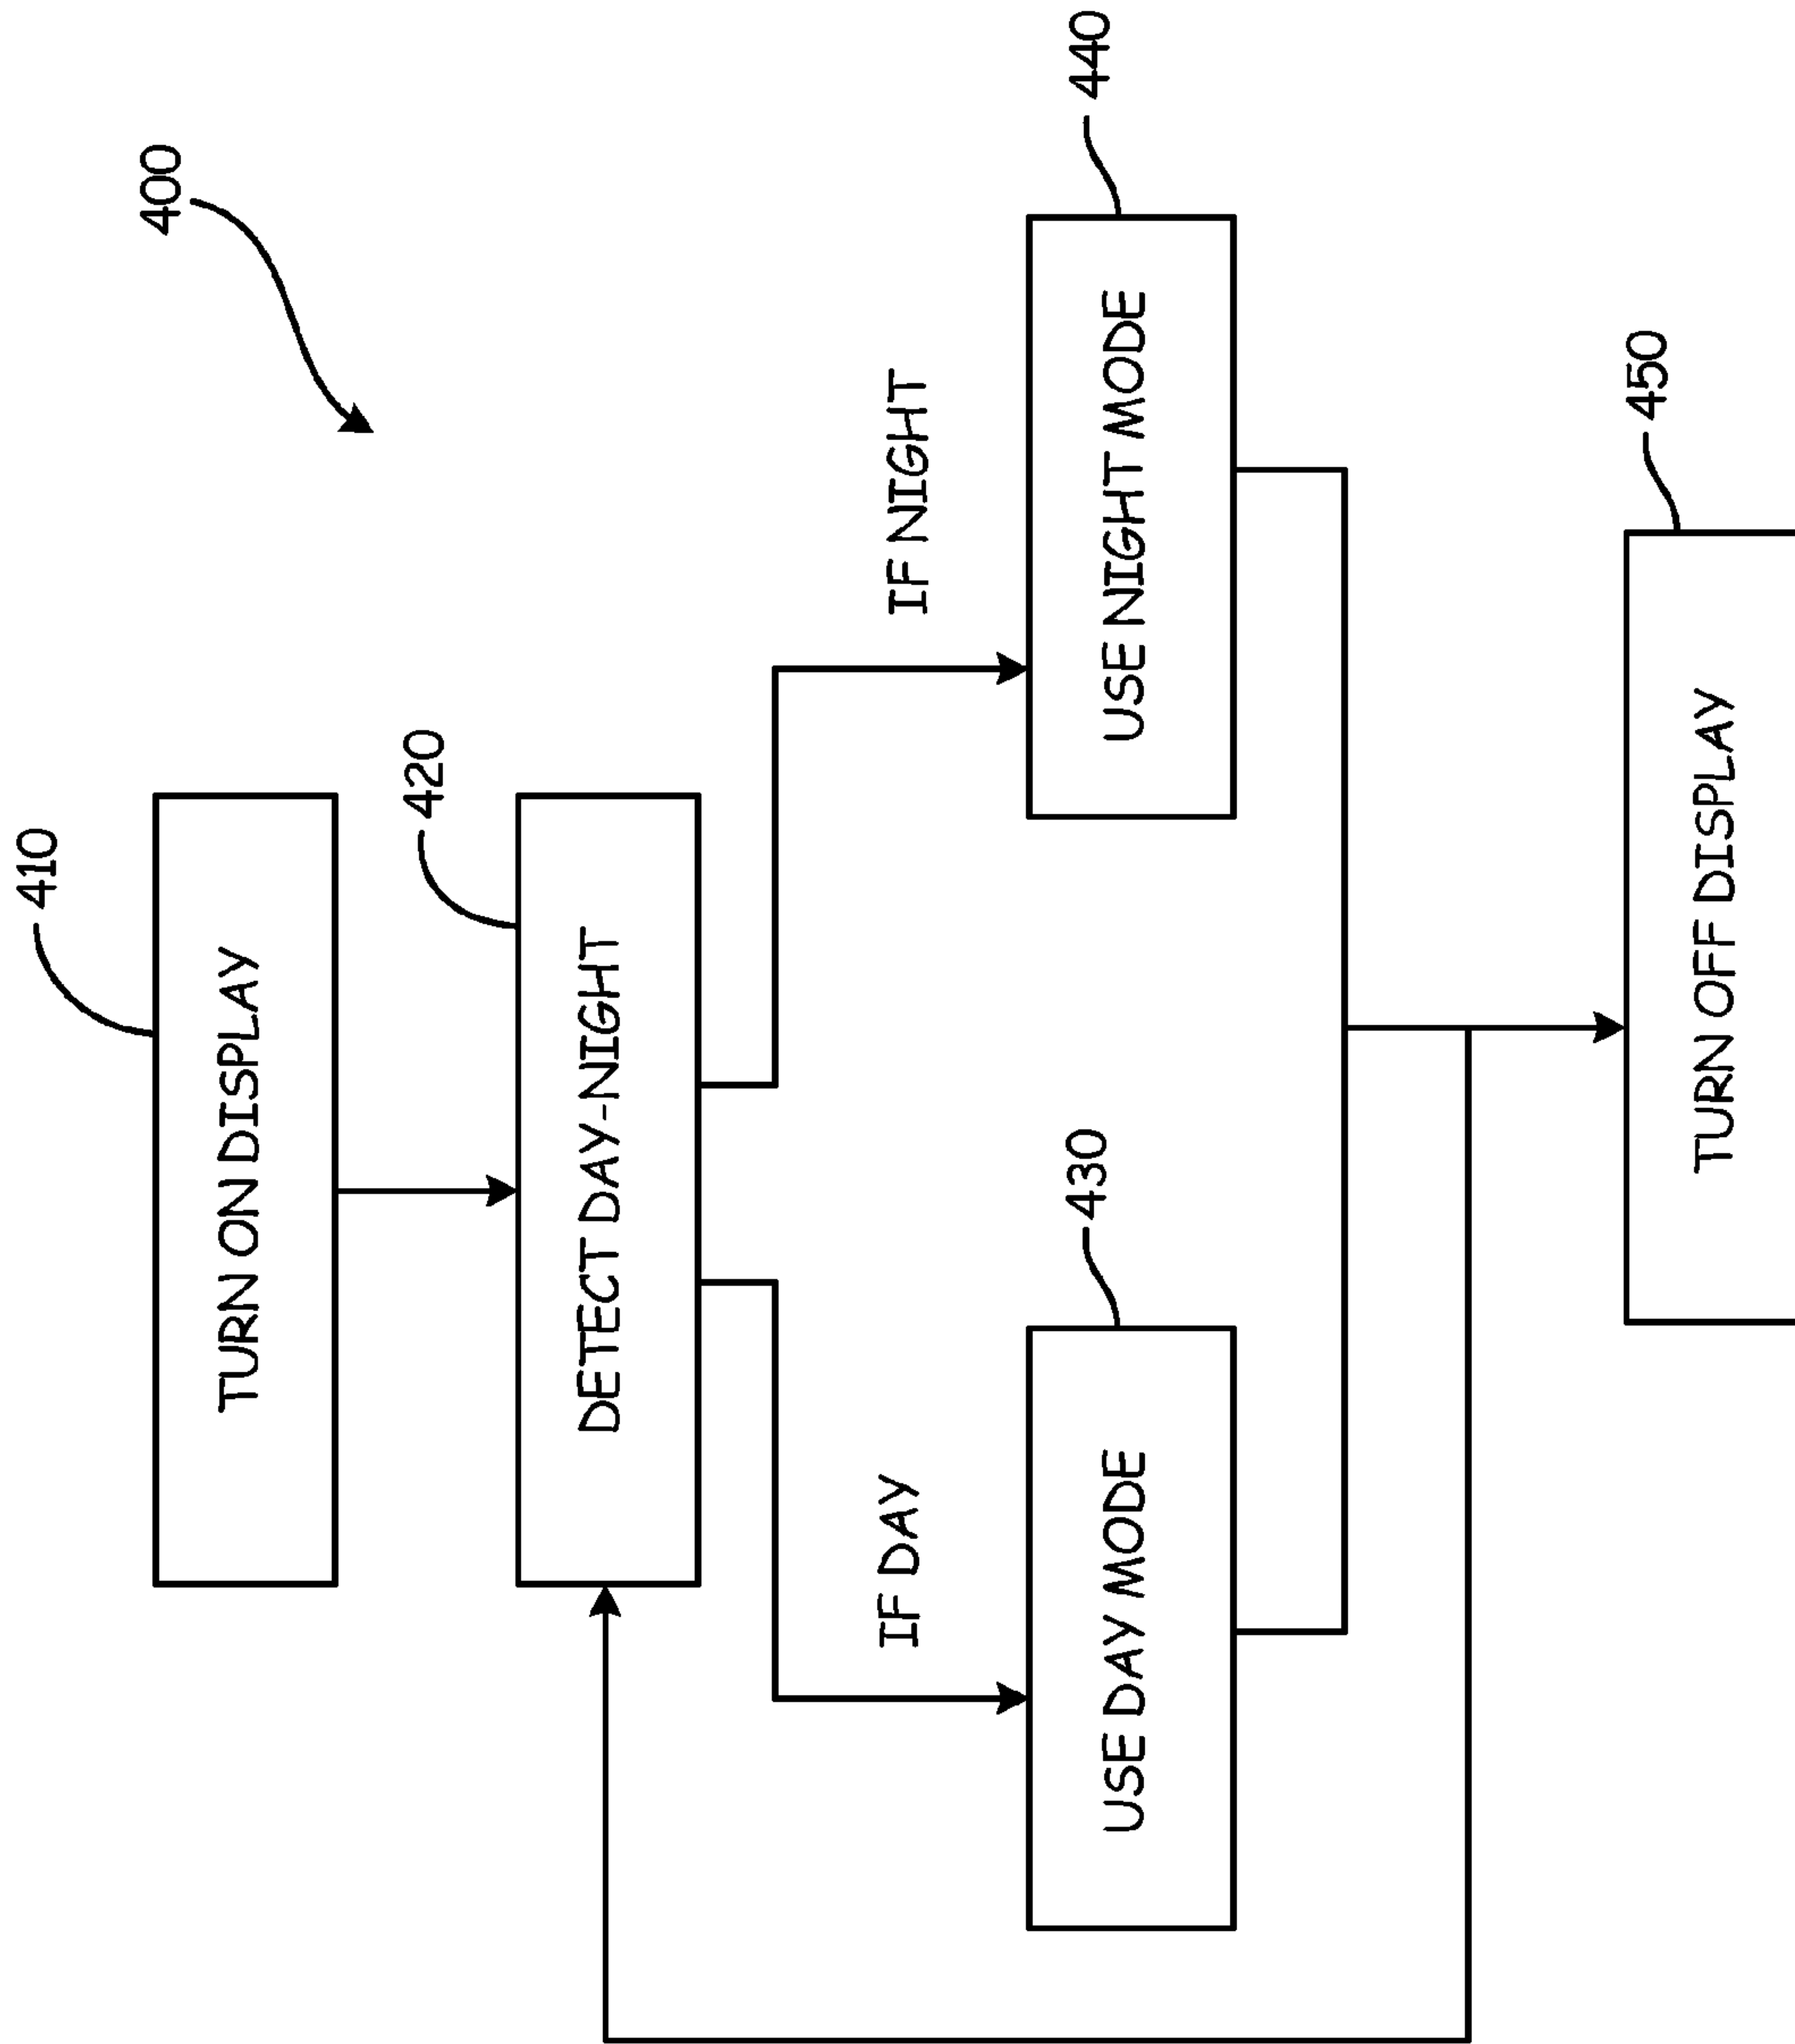 400
410
TURN ON DISPLAY
420
DETECT DAY-NIGHT
IF DAY
IF NIGHT
430
USE DAY MODE
440
USE NIGHT MODE
450
TURN OFF DISPLAY